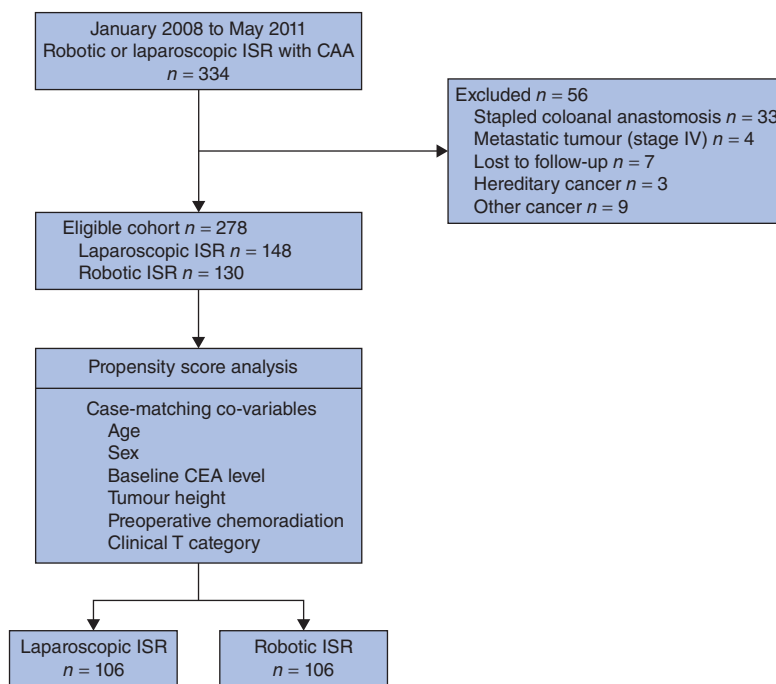 January 2008 to May 2011
Robotic or laparoscopic ISR with CAA
n = 334
Excluded n = 56
Stapled coloanal anastomosis n = 33
Metastatic tumour (stage IV) n = 4
Lost to follow-up n = 7
Hereditary cancer n = 3
Other cancer n = 9
Eligible cohort n = 278
Laparoscopic ISR n = 148
Robotic ISR n = 130
Propensity score analysis
Case-matching co-variables
Age
Sex
Baseline CEA level
Tumour height
Preoperative chemoradiation
Clinical T category
Laparoscopic ISR
n = 106
Robotic ISR
n = 106